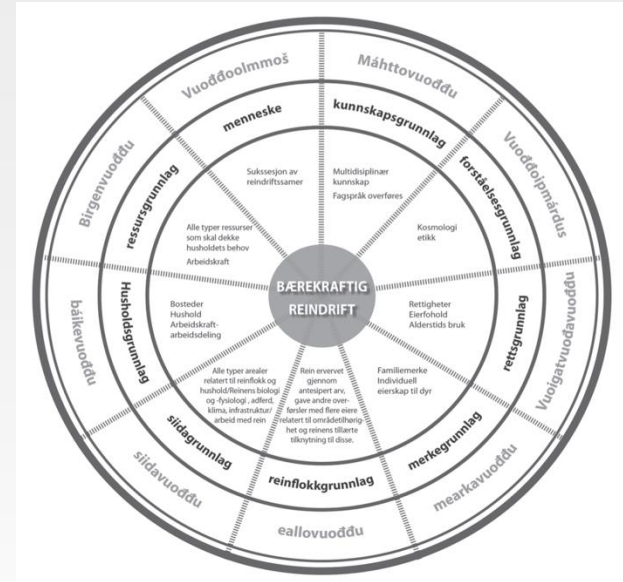 Vuođđoolmmoš
Máhttovuođđu
Vuođđoipmárdus
Vuoigatvuođavuođđu
mearkavuođđu
eallovuođđu
siidavuođđu
báikevuođđu
Birgenvuođđu
menneske
kunnskapsgrunnlag
forståelsesgrunnlag
rettsgrunnlag
merkegrunnlag
reinflokkgrunnlag
siidagrunnlag
Husholdsgrunnlag
ressursgrunnlag
Sukssesjon av
reindriftssamer
Multidisiplinær
kunnskap
Fagspråk overføres
Kosmologi
etikk
Rettigheter
Eierfohold
Alderstids bruk
Familiemerke
Individuell
eierskap til dyr
Rein ervervet
gjennom
antesipert arv,
gave andre over-
førsler med flere eiere
relatert til områdetilhørig-
het og reinens tillærte
tilknytning til disse.
Alle typer arealer
relatert til reinflokk og
hushold/Reinens biologi
og -fysiologi , adferd,
klima, infrastruktur/
arbeid med rein
Bosteder
Hushold
Arbeidskraft-
arbeidsdeling
Alle typer ressurser
som skal dekke
husholdets behov
Arbeidskraft
BÆREKRAFTIG
REINDRIFT